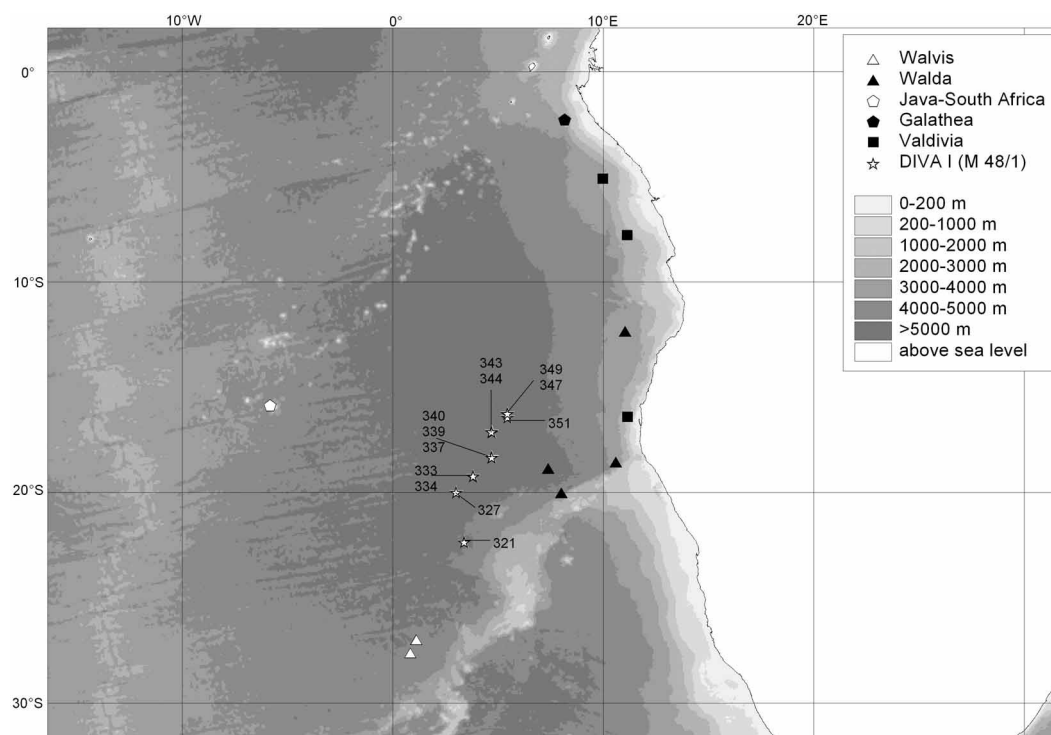 10°W 0° 10°E 20°E
0°
10°S
20°S
30°S
Walvis
Walda
Java-South Africa
Galathea
Valdivia
DIVA I (M 48/1)
0-200 m
200-1000 m
1000-2000 m
2000-3000 m
3000-4000 m
4000-5000 m
>5000 m
above sea level
343
344
349
347
351
340
339
337
333
334
327
321